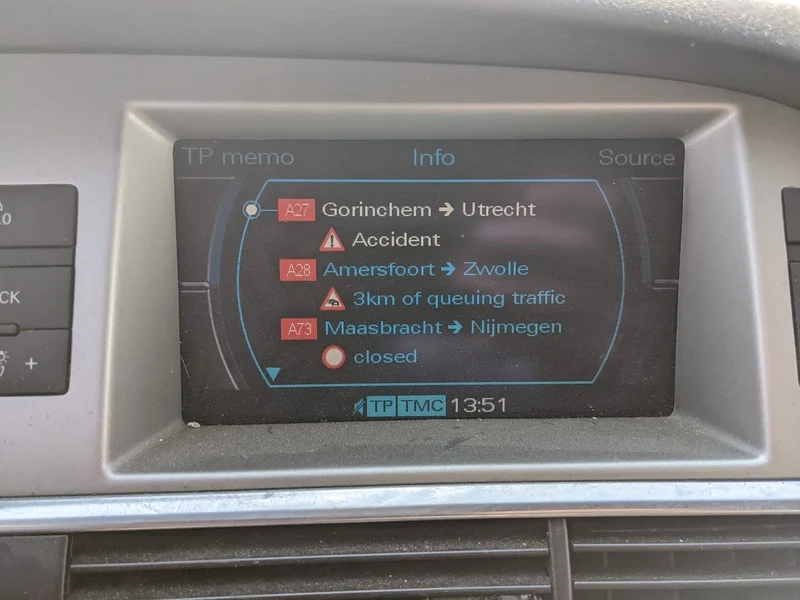 TP memo Info Source
A27 Gorinchem → Utrecht
Accident
A28 Amersfoort → Zwolle
3km of queuing traffic
A73 Maasbracht → Nijmegen
closed
TP TMC 13:51
+